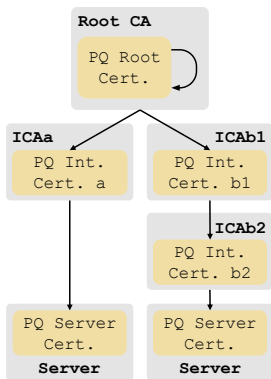 Root CA
PQ Root
Cert.
ICAa
PQ Int.
Cert. a
ICAb1
PQ Int.
Cert. b1
ICAb2
PQ Int.
Cert. b2
PQ Server
Cert.
Server
PQ Server
Cert.
Server